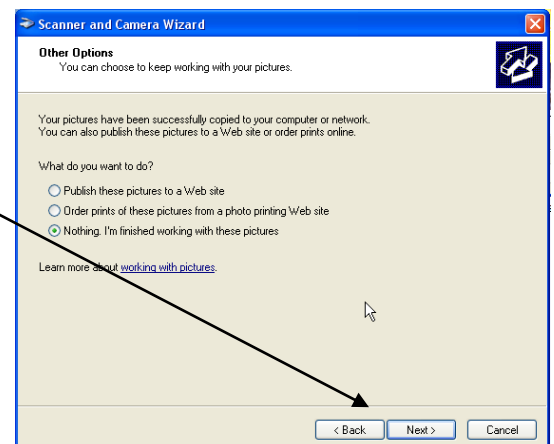 Scanner and Camera Wizard
Other Options
You can choose to keep working with your pictures.
Your pictures have been successfully copied to your computer or network.
You can also publish these pictures to a Web site or order prints online.
What do you want to do?
Publish these pictures to a Web site
Order prints of these pictures from a photo printing Web site
Nothing. I'm finished working with these pictures
Learn more about working with pictures.
< Back Next > Cancel